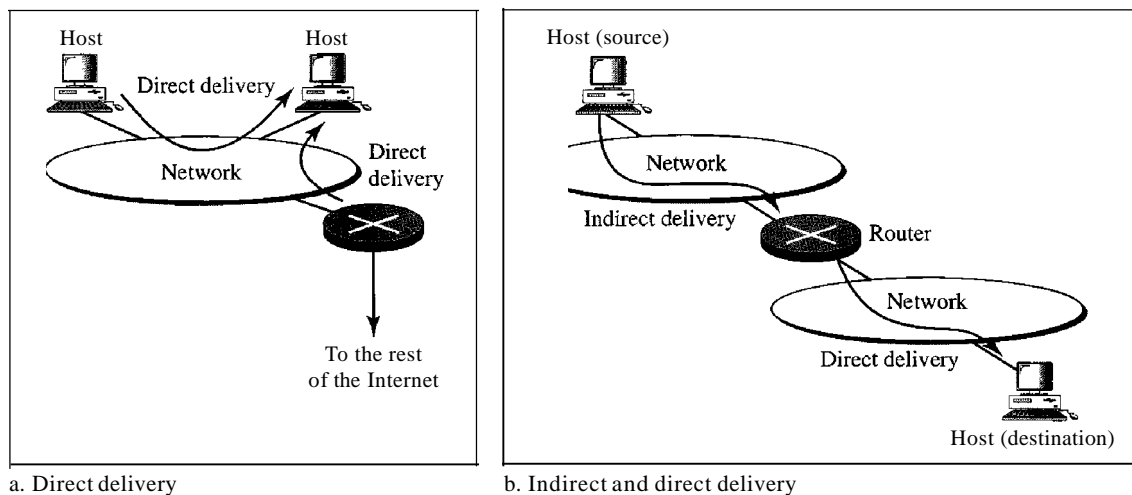 Host
Host
Direct delivery
Network
Direct
delivery
To the rest
of the Internet
a. Direct delivery
Host (source)
Network
Indirect delivery
Router
Network
Direct delivery
Host (destination)
b. Indirect and direct delivery